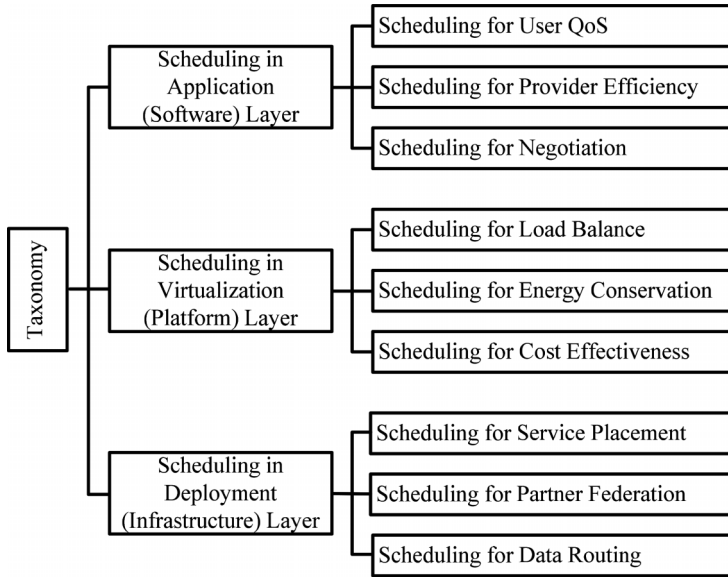 Taxonomy
Scheduling in
Application
(Software) Layer
Scheduling for User QoS
Scheduling for Provider Efficiency
Scheduling for Negotiation
Scheduling in
Virtualization
(Platform) Layer
Scheduling for Load Balance
Scheduling for Energy Conservation
Scheduling for Cost Effectiveness
Scheduling in
Deployment
(Infrastructure) Layer
Scheduling for Service Placement
Scheduling for Partner Federation
Scheduling for Data Routing